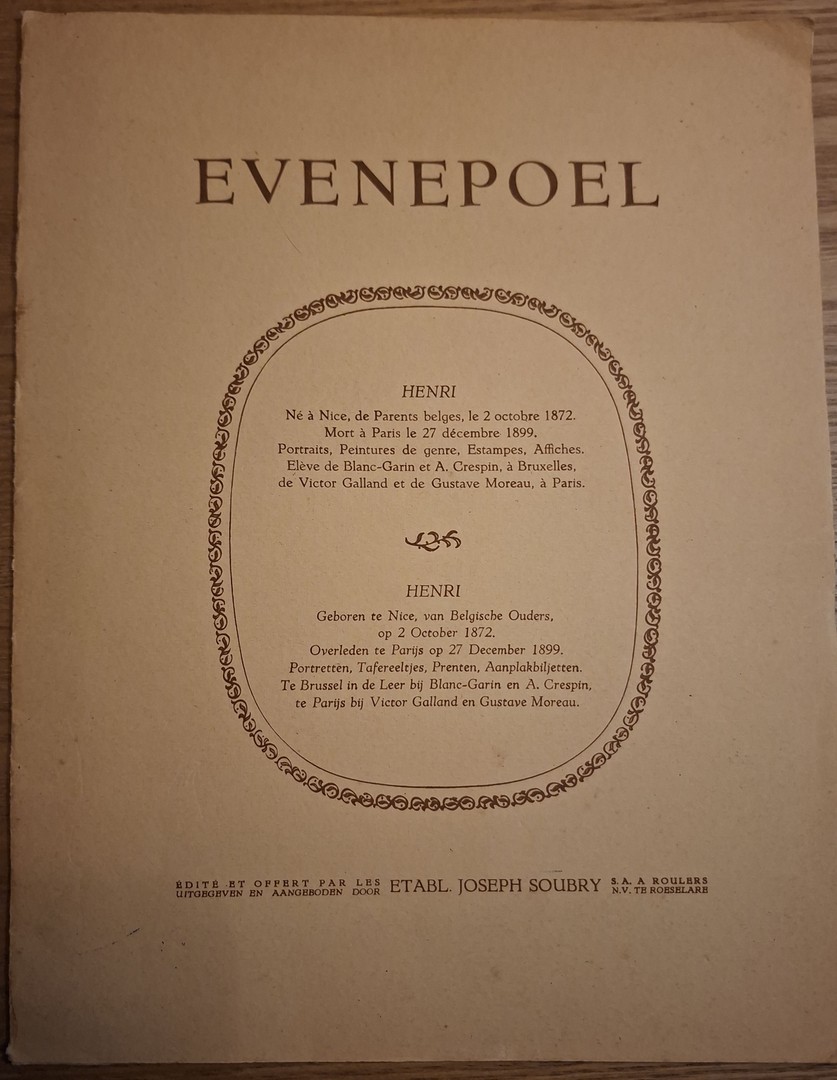 EVENEPOEL
HENRI
Né à Nice, de Parents belges, le 2 octobre 1872.
Mort à Paris le 27 décembre 1899.
Portraits, Peintures de genre, Estampes, Affiches.
Elève de Blanc-Garin et A. Crespin, à Bruxelles,
de Victor Galland et de Gustave Moreau, à Paris.
HENRI
Geboren te Nice, van Belgische Ouders,
op 2 October 1872.
Overleden te Parijs op 27 December 1899.
Portretten, Tafereeltjes, Prenten, Aanplakbiljetten.
Te Brussel in de Leer bij Blanc-Garin en A. Crespin,
te Parijs bij Victor Galland en Gustave Moreau.
ÉDITÉ ET OFFERT PAR LES
UITGEGEVEN EN AANGEBODEN DOOR
ETABL. JOSEPH SOUBRY
S.A. A ROULERS
N.V. TE ROESELARE